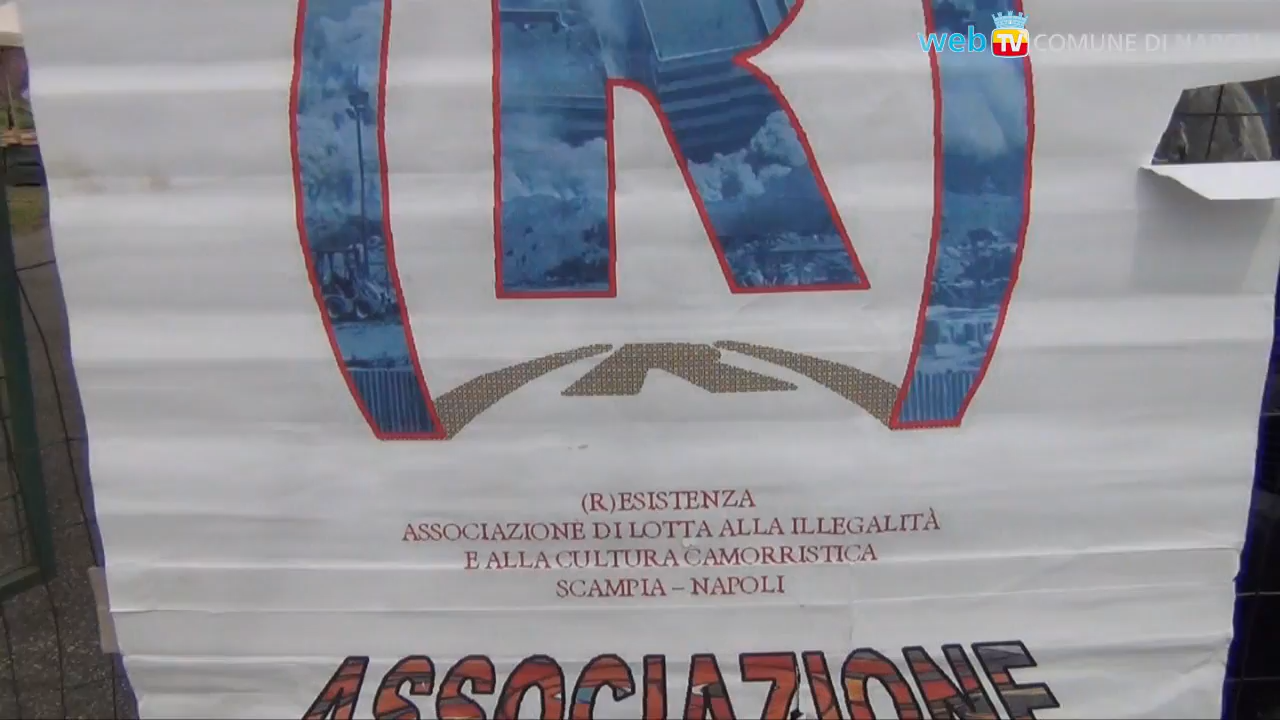 web TV COMUNE DI NAPOLI
(R)
(R)ESISTENZA
ASSOCIAZIONE DI LOTTA ALLA ILLEGALITÀ
E ALLA CULTURA CAMORRISTICA
SCAMPIA – NAPOLI
ASSOCIAZIONE